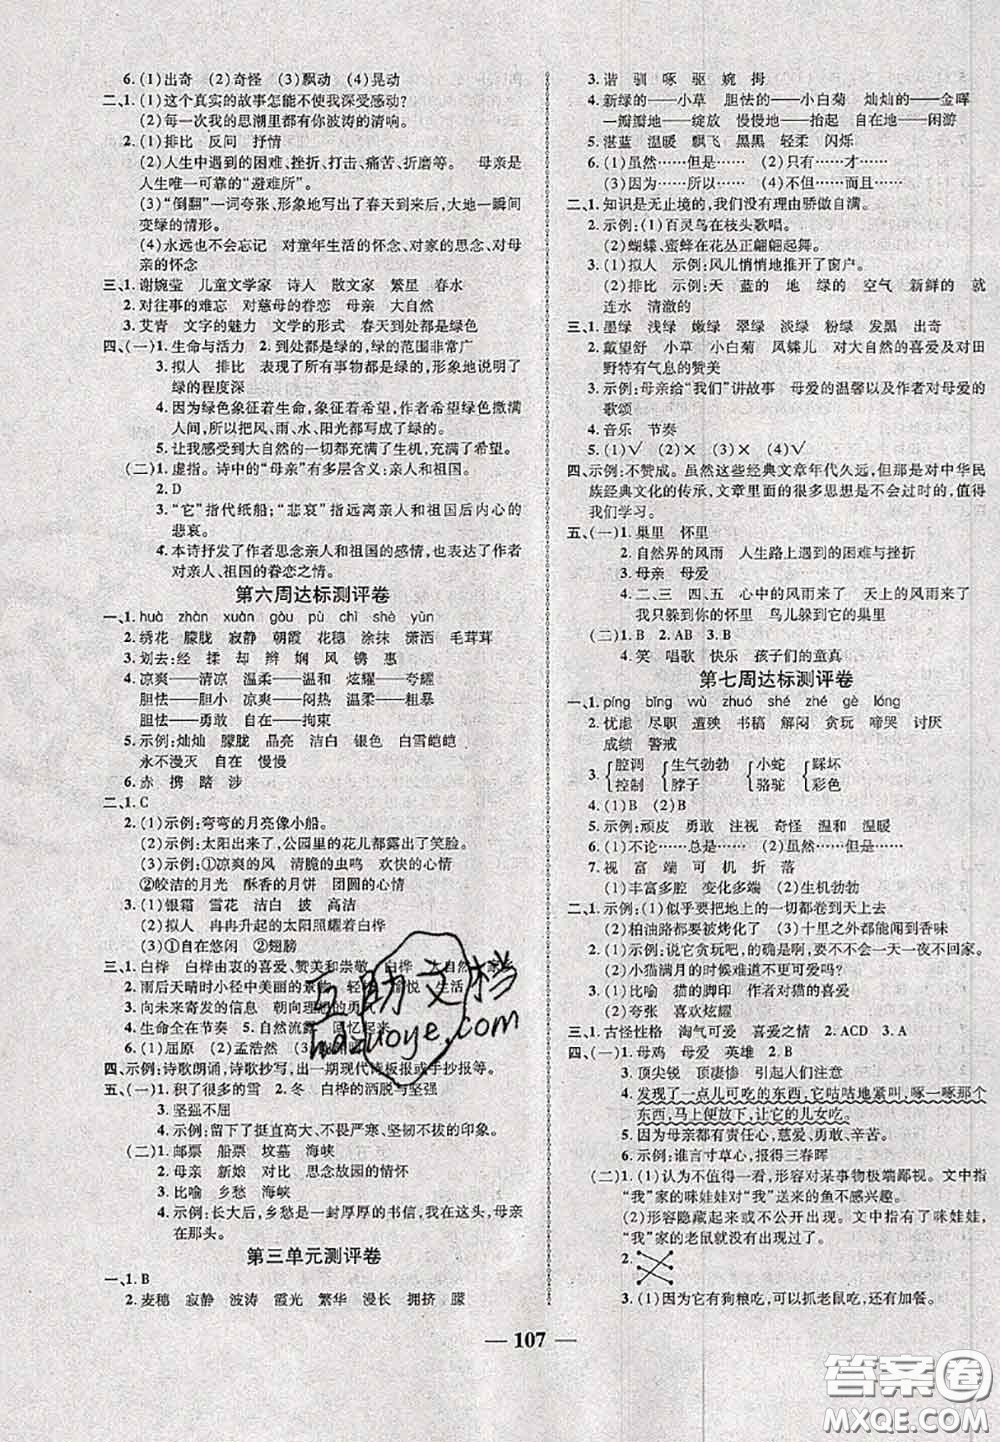 6. (1)出奇 (2)奇怪 (3)飘动 (4)晃动
二、1. (1)这个真实的故事怎能不使我深受感动?
(2)每一次我的思潮里都有你波涛的清响。
2. (1)排比 反问 抒情
(2)人生中遇到的困难、挫折、打击、痛苦、折磨等。 母亲是
人生唯一可靠的“避难所”。
(3)“倒翻”一词夸张、形象地写出了春天到来后,大地一瞬间
变绿的情形。
(4)永远也不会忘记 对童年生活的怀念、对家的思念、对母
亲的怀念
三、1. 谢婉莹 儿童文学家 诗人 散文家 繁星 春水
2. 对往事的难忘 对慈母的眷恋 母亲 大自然
3. 艾青 文字的魅力 文学的形式 春天到处都是绿色
四、(一)1. 生命与活力 2. 到处都是绿的,绿的范围非常广
3. 拟人 排比 表现了所有事物都是绿的,形象地说明了
绿的程度深
4. 因为绿色象征着生命,象征着希望,作者希望绿色撒满
人间,所以把风、雨、水、阳光都写成了绿的。
5. 让我感受到大自然的一切都充满了生机,充满了希望。
(二)1. 虚指。诗中的“母亲”有多层含义:亲人和祖国。
2. D
3. “它”指代纸船;“悲哀”指远离亲人和祖国后内心的
悲哀。
4. 本诗抒发了作者思念亲人和祖国的感情,也表达了作者
对亲人、祖国的眷恋之情。
第六周达标测评卷
一、1. huà zhàn xuàn gòu pù chì shè yǔn
2. 绣花 朦胧 寂静 朝霞 花穗 涂抹 潇洒 毛茸茸
3. 划去:经 揉 却 辫 娴 风 镌 惠
4. 凉爽——清凉 温柔——温和 炫耀——夸耀
胆怯——胆小 凉爽——闷热 温柔——粗暴
胆怯——勇敢 自在——拘束
5. 示例:灿灿 朦胧 晶亮 洁白 银色 白雪皑皑
永不漫灭 自在 慢慢
6. 赤 携 踏 涉
二、1. C
2. (1)示例:弯弯的月亮像小船。
(2)示例:太阳出来了,公园里的花儿都露出了笑脸。
(3)示例:①凉爽的风 清脆的虫鸣 欢快的心情
②皎洁的月光 酥香的月饼 团圆的心情
3. (1)银霜 雪花 洁白 披 高洁
(2)拟人 冉冉升起的太阳照耀着白桦
(3)①自在悠闲 ②翅膀
三、1. 白桦 白桦由衷的喜爱、赞美和崇敬 白桦 大自然
2. 雨后天晴时小径中美丽的景物 轻松 愉悦 生活
3. 向未来寄发的信息 朝向理想的勇气
4. 生命全在节奏 5. 自然流露 回忆起来
6. (1)屈原 (2)孟浩然 (3)
四、示例:诗歌朗诵,诗歌抄写,出一期现代诗板报或手抄报等。
五、(一)1. 积了很多的雪 2. 冬 白桦的洒脱与坚强
3. 坚强不屈
4. 示例:留下了挺直高大、不畏严寒、坚韧不拔的印象。
(二)1. 邮票 船票 坟墓 海峡
2. 母亲 新娘 对比 思念故园的情怀
3. 比喻 乡愁 海峡
4. 示例:长大后,乡愁是一封厚厚的书信,我在这头,母亲
在那头。
第三单元测评卷
一、1. B
2. 麦穗 寂静 波涛 霞光 繁华 漫长 拥挤 朦
3. 谐 驯 啄 驱 婉 拇
4. 新绿的——小草 胆怯的——小白菊 灿灿的——金晖
一瓣瓣地——绽放 慢慢地——抬 自在的——闲游
5. 湛蓝 温暖 飘飞 黑黑 轻柔 闪烁
6. (1)虽然……但是…… (2)只有……才……
(3)因为……所以…… (4)不但……而且……
二、1. 知识是无止境的,我们没有理由骄傲自满。
2. 示例:(1)百灵鸟在枝头歌唱。
(2)蝴蝶、蜜蜂在花丛正翩翩起舞。
3. (1)拟人 示例:风儿悄悄地推开了窗户。
(2)排比 示例:天 蓝的 地 绿的 空气 新鲜的 就
连水 清澈的
三、1. 墨绿 浅绿 嫩绿 翠绿 淡绿 粉绿 发黑 出奇
2. 戴望舒 小草 小白菊 凤蝶儿 对大自然的喜爱及对田
野特有气息的赞美
3. 示例:母亲给“我们”讲故事 母爱的温馨以及作者对母爱的
歌颂
4. 音乐 节奏
5. (1)√ (2)× (3)× (4)√
四、示例:不赞成。虽然这些经典文章年代久远,但那是对中华民
族经典文化的传承,文章里面的很多思想是不会过时的,值得
我们学习。
五、(一)1. 巢里 怀里
2. 自然界的风雨 人生路上遇到的困难与挫折
3. 母亲 母爱
4. 二、三 四、五 心中的风雨来了 天上的风雨来了
我只躲到你的怀里 鸟儿躲到它的巢里
(二)1. B 2. AB 3. B
4. 笑 唱歌 快乐 孩子们的童真
第七周达标测评卷
一、1. píng bǐng wù zhuó shé zhé gè lóng
2. 忧虑 尽职 遭殃 书稿 解闷 贪玩 啼哭 讨厌
成绩 警戒
3. 腔调 控制 生气勃勃 脖子 小蛇 骆驼 踩坏 彩色
4. (1)B (2)B
5. 示例:顽皮 勇敢 注视 奇怪 温和 温暖
6. (1)不论……总是…… (2)虽然……但是……
7. 视 富 端 可 机 折 落
(1)丰富多腔 变化多端 (2)生机勃勃
二、1. 示例:(1)似乎要把地上的一切都卷到天上去
(2)柏油路都要被烤化了 (3)十里之外都能闻到香味
2. (1)示例:说它贪玩吧,的确是啊,要不怎么会一天一夜不回家。
(2)小猫满月的时候难道不更可爱吗?
3. (1)比喻 猫的脚印 作者对猫的喜爱
(2)夸张 喜欢炫耀
三、1. 古怪性格 淘气可爱 喜爱之情 2. ACD 3. A
四、(一)1. 母鸡 母爱 英雄 2. B
3. 顶尖锐 顶凄惨 引起人们注意
4. 发现了一点儿可吃的东西,它咕咕地紧叫,啄一啄那个
东西,马上便放下,让它的儿女吃。
5. 因为母亲都有责任心,慈爱、勇敢、辛苦。
6. 示例:谁言寸草心,报得三春晖
(二)1. (1)认为不值得一看,形容对某事物极端鄙视。文中指
“我”家的咪娃娃对“我”送来的鱼不感兴趣。
(2)形容隐藏起来或不公开出现。文中指有了咪娃娃,
“我”家的老鼠就没有出现过。
2.
3. (1)因为它有狗粮吃,可以抓老鼠吃,还有加餐。
— 107 —
互助文档
hazuoye.com
答案圈
MXQE.COM